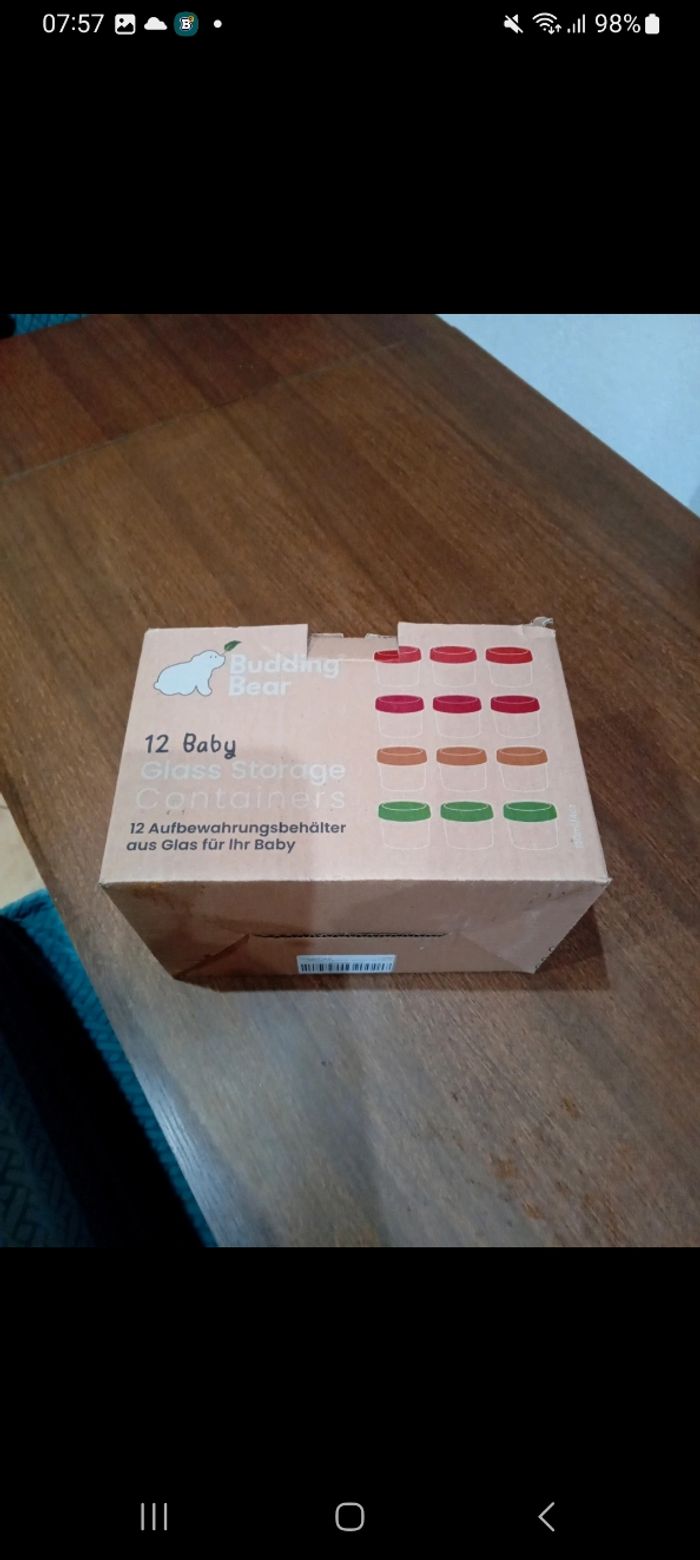 07:57
98%
Budding
Bear
12 Baby
Glass Storage
Containers
12 Aufbewahrungsbehälter
aus Glas für Ihr Baby